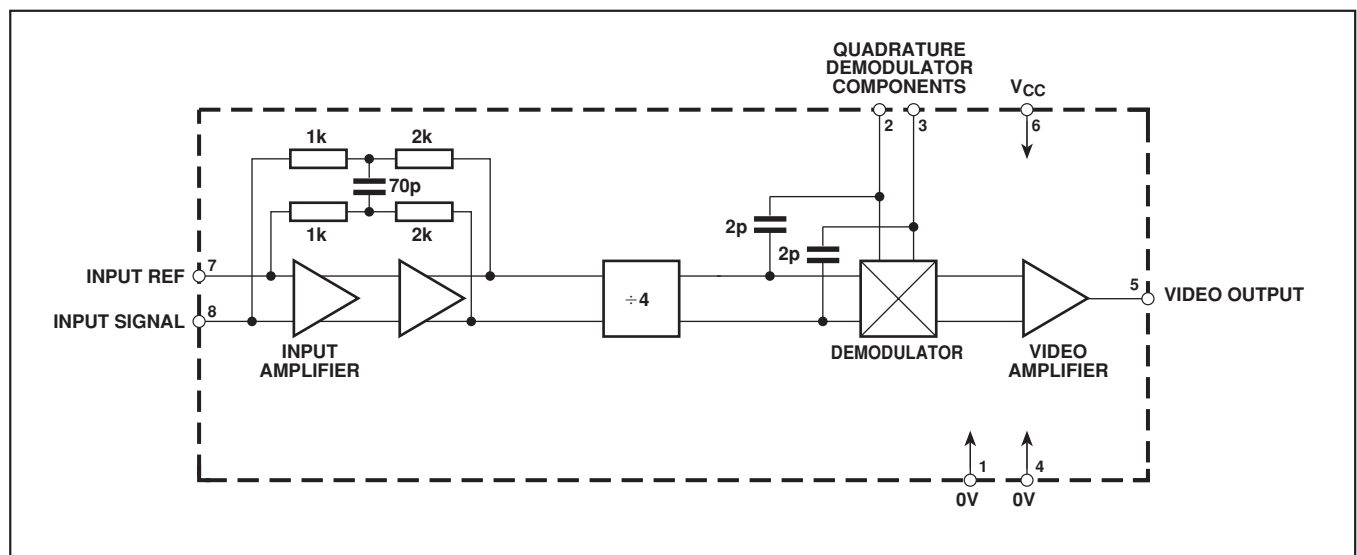 QUADRATURE
DEMODULATOR
COMPONENTS
VCC
2
3
6
1k
2k
70p
1k
2k
2p
2p
INPUT REF
7
÷4
5
VIDEO OUTPUT
INPUT SIGNAL
8
INPUT
AMPLIFIER
DEMODULATOR
VIDEO
AMPLIFIER
1
4
0V
0V